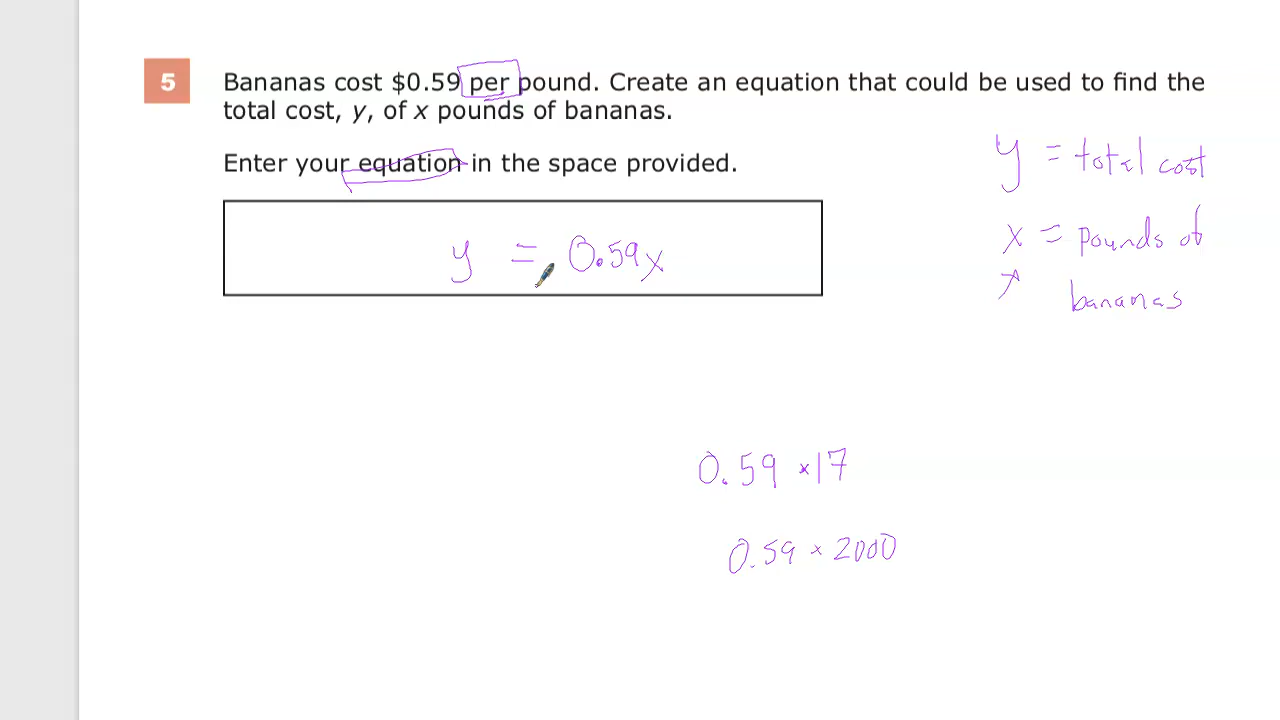 5
Bananas cost $0.59 per pound. Create an equation that could be used to find the
total cost, y, of x pounds of bananas.
Enter your equation in the space provided.
y = 0.59x
y = total cost
x = pounds of
bananas
0.59 × 17
0.59 × 2000